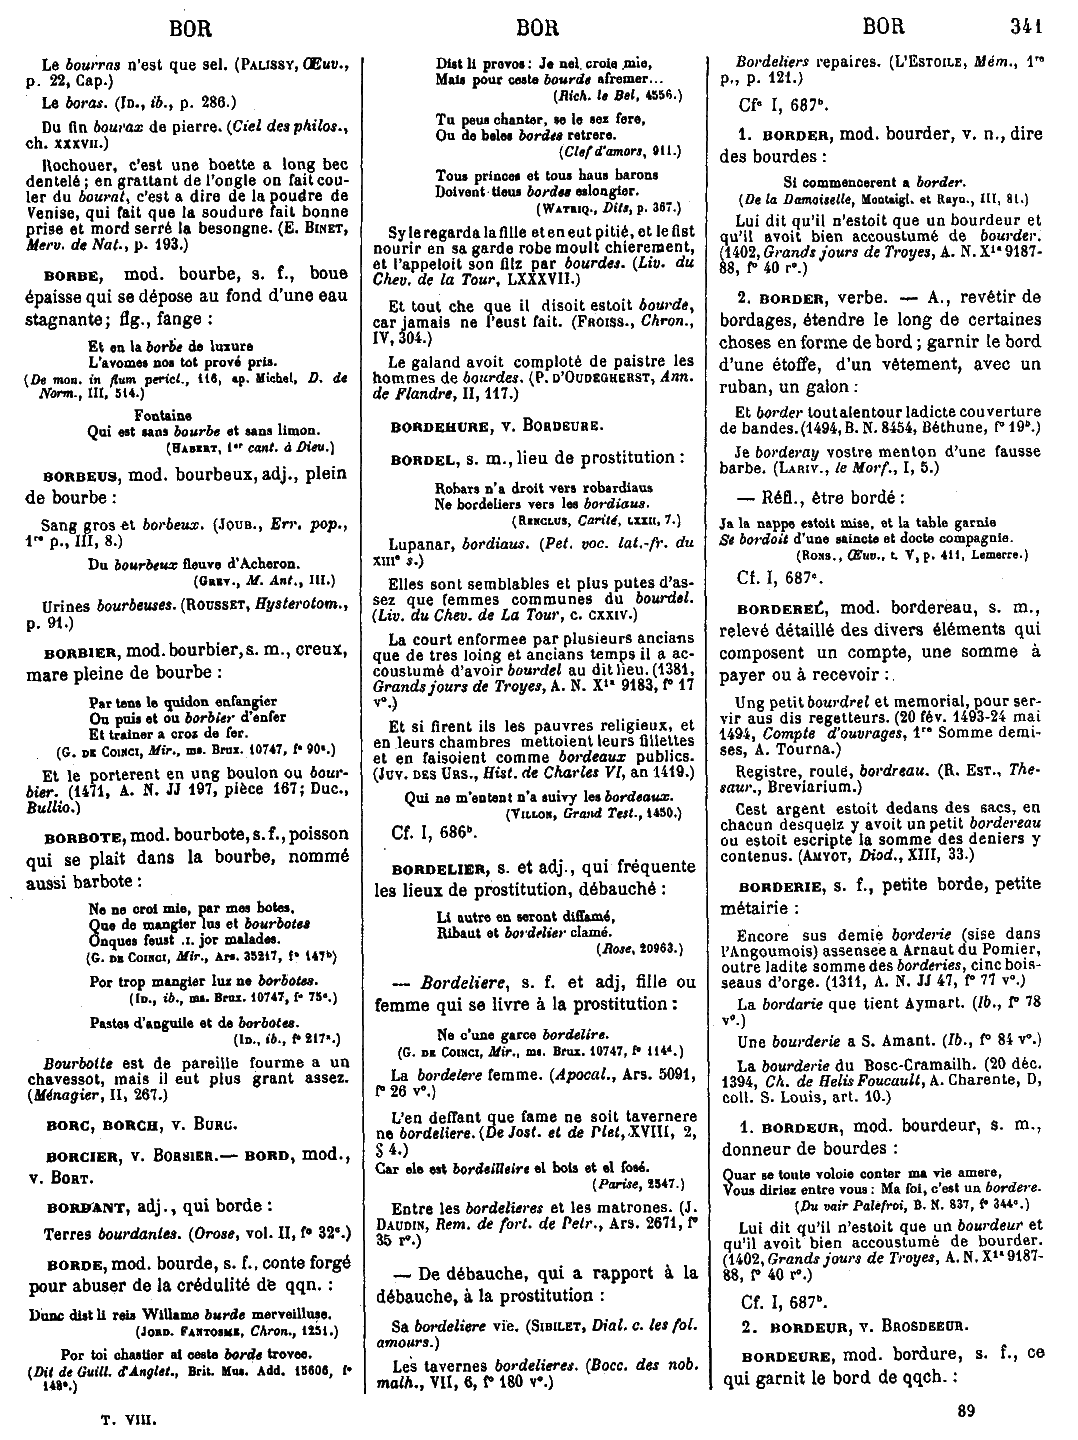 BOR
BOR
BOR
341
Le bourras n'est que sel. (PALISSY, Œuv.,
p. 22, Cap.)
Le boras. (ID., ib., p. 286.)
Du fin bourax de pierre. (Ciel des philos.,
ch. XXXVII.)
Rochouer, c'est une boette a long bec
dentelé ; en grattant de l'ongle on fait cou-
ler du bourat, c'est a dire de la poudre de
Venise, qui fait que la soudure fait bonne
prise et mord serré la besongne. (E. BINET,
Merv. de Nat., p. 193.)
BORBE, mod. bourbe, s. f., boue
épaisse qui se dépose au fond d'une eau
stagnante; fig., fange :
Et en la borbe de luxure
L'avomes nos tot prové pris.
(De mon. in flum pericl., 116, ap. Michel, D. de
Norm., III, 514.)
Fontaine
Qui est sans bourbe et sans limon.
(HABERT, 1er cant. à Dieu.)
BORBEUS, mod. bourbeux, adj., plein
de bourbe :
Sang gros et borbeux. (JOUB., Err. pop.,
1re p., III, 8.)
Du bourbeux fleuve d'Acheron.
(GREV., M. Ant., III.)
Urines bourbeuses. (ROUSSET, Hysterotom.,
p. 91.)
BORBIER, mod. bourbier, s. m., creux,
mare pleine de bourbe :
Par tens le quidon enfangier
Ou puis et ou borbier d'enfer
Et trainer a croz de fer.
(G. DE COINCI, Mir., ms. Brux. 10747, f° 90c.)
Et le porterent en ung boulon ou bour-
bier. (1471, A. N. JJ 197, pièce 167; Duc.,
Bullio.)
BORBOTE, mod. bourbote, s. f., poisson
qui se plait dans la bourbe, nommé
aussi barbote :
Ne ne croi mie, par mes botes,
Que de mangier lus et bourbotes
Onques feust .I. jor malades.
(G. DE COINCI, Mir., Ars. 35217, f° 147b)
Por trop mangier luz ne borbotes.
(ID., ib., ms. Brux. 10747, f° 75c.)
Pastes d'anguile et de borbotes.
(ID., ib., f° 217c.)
Bourbotte est de pareille fourme a un
chavessot, mais il eut plus grant assez.
(Ménagier, II, 267.)
BORC, BORCH, v. BURG.
BORCIER, v. BORSIER. — BORD, mod.,
v. BORT.
BORDANT, adj., qui borde :
Terres bourdantes. (Orose, vol. II, f° 32c.)
BORDE, mod. bourde, s. f., conte forgé
pour abuser de la crédulité de qqn. :
Dunc dist li reis Willame burde merveilluse.
(JORD. FANTOSME, Chron., 1251.)
Por toi chastier ai ceste borde trovee.
(Dit de Guill. d'Anglet., Brit. Mus. Add. 15606, f°
148c.)
T. VIII.
Dist li provos : Je nel croie mie,
Mais pour ceste bourde afremer...
(Rich. le Bel, 4556.)
Tu peus chanter, se le sez fere,
Ou de beles bordes retrere.
(Clef d'amors, 911.)
Tous princes et tous haus barons
Doivent tieus bordes eslongier.
(WATRIQ., Dits, p. 367.)
Sy le regarda la fille et en eut pitié, et le fist
nourir en sa garde robe moult chierement,
et l'appeloit son filz par bourdes. (Liv. du
Chev. de la Tour, LXXXVII.)
Et tout che que il disoit estoit bourde,
car jamais ne l'eust fait. (FROISS., Chron.,
IV, 304.)
Le galand avoit comploté de paistre les
hommes de bourdes. (P. D'OUDEGHERST, Ann.
de Flandre, II, 117.)
BORDEHURE, v. BORDEURE.
BORDEL, s. m., lieu de prostitution :
Robars n'a droit vers robardiaus
Ne bordeliers vers les bordiaus.
(RENCLUS, Carité, LXXII, 7.)
Lupanar, bordiaus. (Pet. voc. lat.-fr. du
XIIIe s.)
Elles sont semblables et plus putes d'as-
sez que femmes communes du bourdel.
(Liv. du Chev. de La Tour, c. CXXIV.)
La court enformee par plusieurs ancians
que de tres loing et ancians temps il a ac-
coustumé d'avoir bourdel au dit lieu. (1381,
Grands jours de Troyes, A. N. X1a 9183, f° 17
v°.)
Et si firent ils les pauvres religieux, et
en leurs chambres mettoient leurs fillettes
et en faisoient comme bordeaux publics.
(JUV. DES URS., Hist. de Charles VI, an 1419.)
Qui ne m'entent n'a suivy les bordeaux.
(VILLON, Grand Test., 1450.)
Cf. I, 686b.
BORDELIER, s. et adj., qui fréquente
les lieux de prostitution, débauché :
Li autre en seront diffamé,
Ribaut et bordelier clamé.
(Rose, 20963.)
— Bordeliere, s. f. et adj, fille ou
femme qui se livre à la prostitution :
Ne c'une garce bordelire.
(G. DE COINCI, Mir., ms. Brux. 10747, f° 114d.)
La bordelere femme. (Apocal., Ars. 5091,
f° 26 v°.)
L'en deffant que fame ne soit tavernere
ne bordeliere. (De Jost. et de Plet, XVIII, 2,
§ 4.)
Car ele est bordeilleire el bois et el fosé.
(Parise, 2547.)
Entre les bordelieres et les matrones. (J.
DAUDIN, Rem. de fort. de Petr., Ars. 2671, f°
35 r°.)
— De débauche, qui a rapport à la
débauche, à la prostitution :
Sa bordeliere vie. (SIBILET, Dial. c. les fol.
amours.)
Les tavernes bordelieres. (Bocc. des nob.
malh., VII, 6, f° 180 v°.)
Bordeliers repaires. (L'ESTOILE, Mém., 1re
p., p. 121.)
Cfe I, 687b.
1. BORDER, mod. bourder, v. n., dire
des bourdes :
Si commencerent a border.
(De la Damoiselle, Montaigl. et Rayn., III, 81.)
Lui dit qu'il n'estoit que un bourdeur et
qu'il avoit bien accoustumé de bourder.
(1402, Grands jours de Troyes, A. N. X1a 9187-
88, f° 40 r°.)
2. BORDER, verbe. — A., revétir de
bordages, étendre le long de certaines
choses en forme de bord ; garnir le bord
d'une étoffe, d'un vêtement, avec un
ruban, un galon :
Et border tout alentour ladicte couverture
de bandes. (1494, B. N. 8454, Béthune, f° 19b.)
Je borderay vostre menton d'une fausse
barbe. (LARIV., le Morf., I, 5.)
— Réfl., être bordé :
Ja la nappe estoit mise, et la table garnie
Se bordoit d'une saincte et docte compagnie.
(RONS., Œuv., t. V, p. 411, Lemerre.)
Cf. I, 687c.
BORDEREL, mod. bordereau, s. m.,
relevé détaillé des divers éléments qui
composent un compte, une somme à
payer ou à recevoir :
Ung petit bourdrel et memorial, pour ser-
vir aus dis regetteurs. (20 fév. 1493-24 mai
1494, Compte d'ouvrages, 1re Somme demi-
ses, A. Tourna.)
Registre, roulé, bordreau. (R. EST., The-
saur., Breviarium.)
Cest argent estoit dedans des sacs, en
chacun desquelz y avoit un petit bordereau
ou estoit escripte la somme des deniers y
contenus. (AMYOT, Diod., XIII, 33.)
BORDERIE, s. f., petite borde, petite
métairie :
Encore sus demie borderie (sise dans
l'Angoumois) assensee a Arnaut du Pomier,
outre ladite somme des borderies, cinc bois-
seaus d'orge. (1311, A. N. JJ 47, f° 77 v°.)
La bordarie que tient Aymart. (Ib., f° 78
v°.)
Une bourderie a S. Amant. (Ib., f° 84 v°.)
La bourderie du Bosc-Cramailh. (20 déc.
1394, Ch. de Helis Foucault, A. Charente, D,
coll. S. Louis, art. 10.)
1. BORDEUR, mod. bourdeur, s. m.,
donneur de bourdes :
Quar se toute voloie conter ma vie amere,
Vous diriez entre vous : Ma foi, c'est un bordere.
(Du vair Palefroi, B. N. 837, f° 344c.)
Lui dit qu'il n'estoit que un bourdeur et
qu'il avoit bien accoustumé de bourder.
(1402, Grands jours de Troyes, A. N. X1a 9187-
88, f° 40 r°.)
Cf. I, 687b.
2. BORDEUR, v. BROSDEEUR.
BORDEURE, mod. bordure, s. f., ce
qui garnit le bord de qqch. :
89